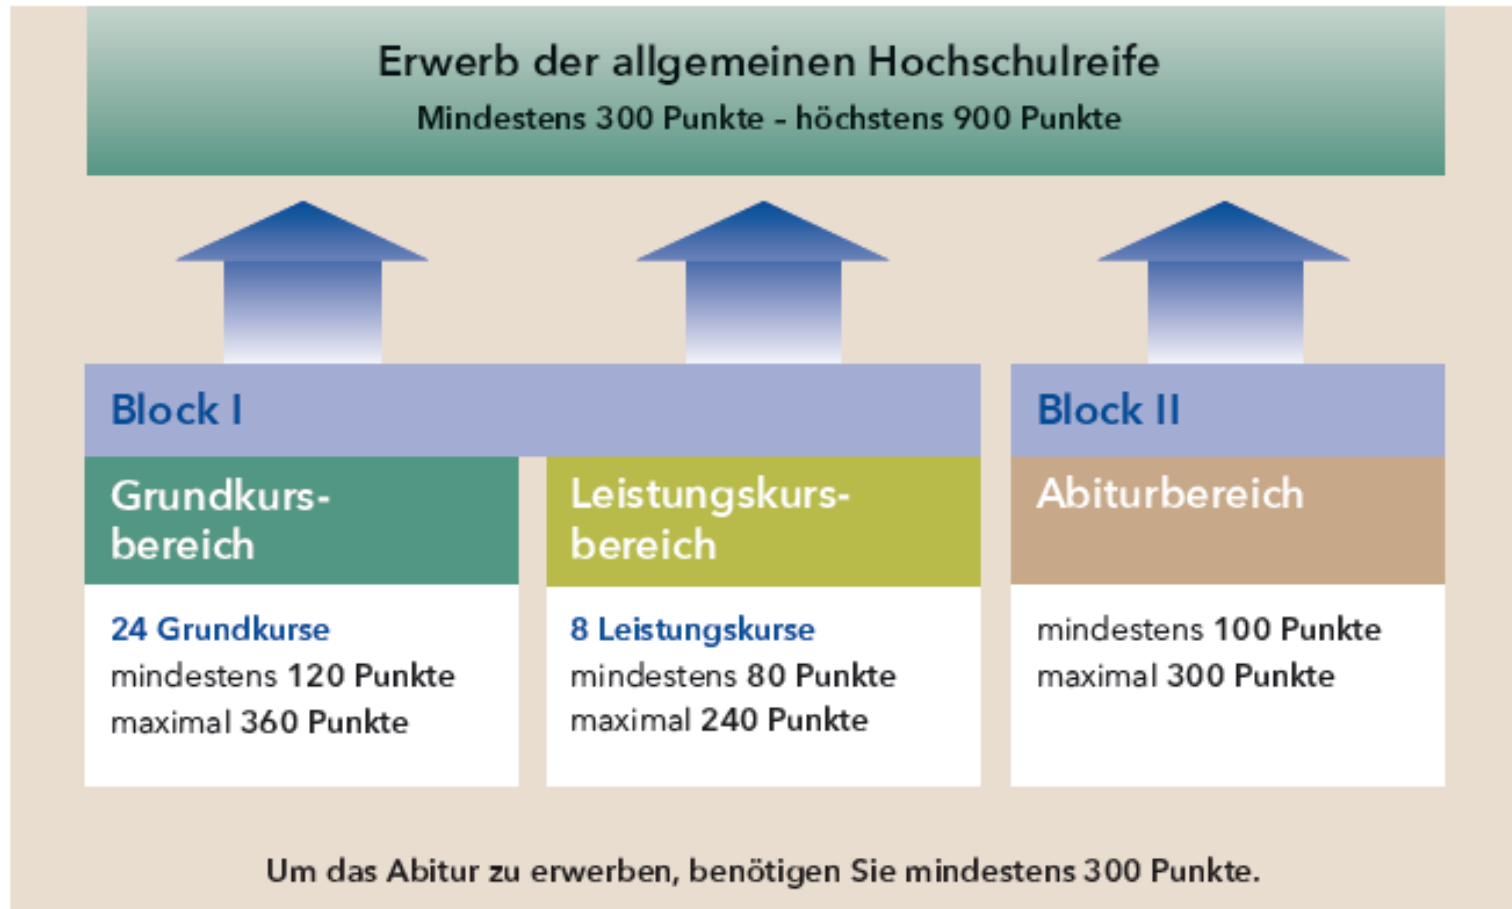 Erwerb der allgemeinen Hochschulreife
Mindestens 300 Punkte – höchstens 900 Punkte
Block I
Grundkurs-
bereich
24 Grundkurse
mindestens 120 Punkte
maximal 360 Punkte
Leistungskurs-
bereich
8 Leistungskurse
mindestens 80 Punkte
maximal 240 Punkte
Block II
Abiturbereich
mindestens 100 Punkte
maximal 300 Punkte
Um das Abitur zu erwerben, benötigen Sie mindestens 300 Punkte.